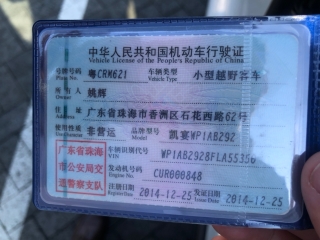 中华人民共和国机动车行驶证
Vehicle License of the People's Republic of China
号牌号码 粤CRM621 车辆类型 小型越野客车
Plate No. Vehicle Type
所有人 姚辉
Owner
住址 广东省珠海市香洲区石花西路62号
Address
使用性质 非营运 品牌型号 凯宴WP1AB292
Use Character Model
广东省珠海
市公安局交
通警察支队
车辆识别代号 WP1AB2928FLA55356
VIN
发动机号码 CUR000848
Engine No.
注册日期 2014-12-25 发证日期 2014-12-25
Register Date Issue Date